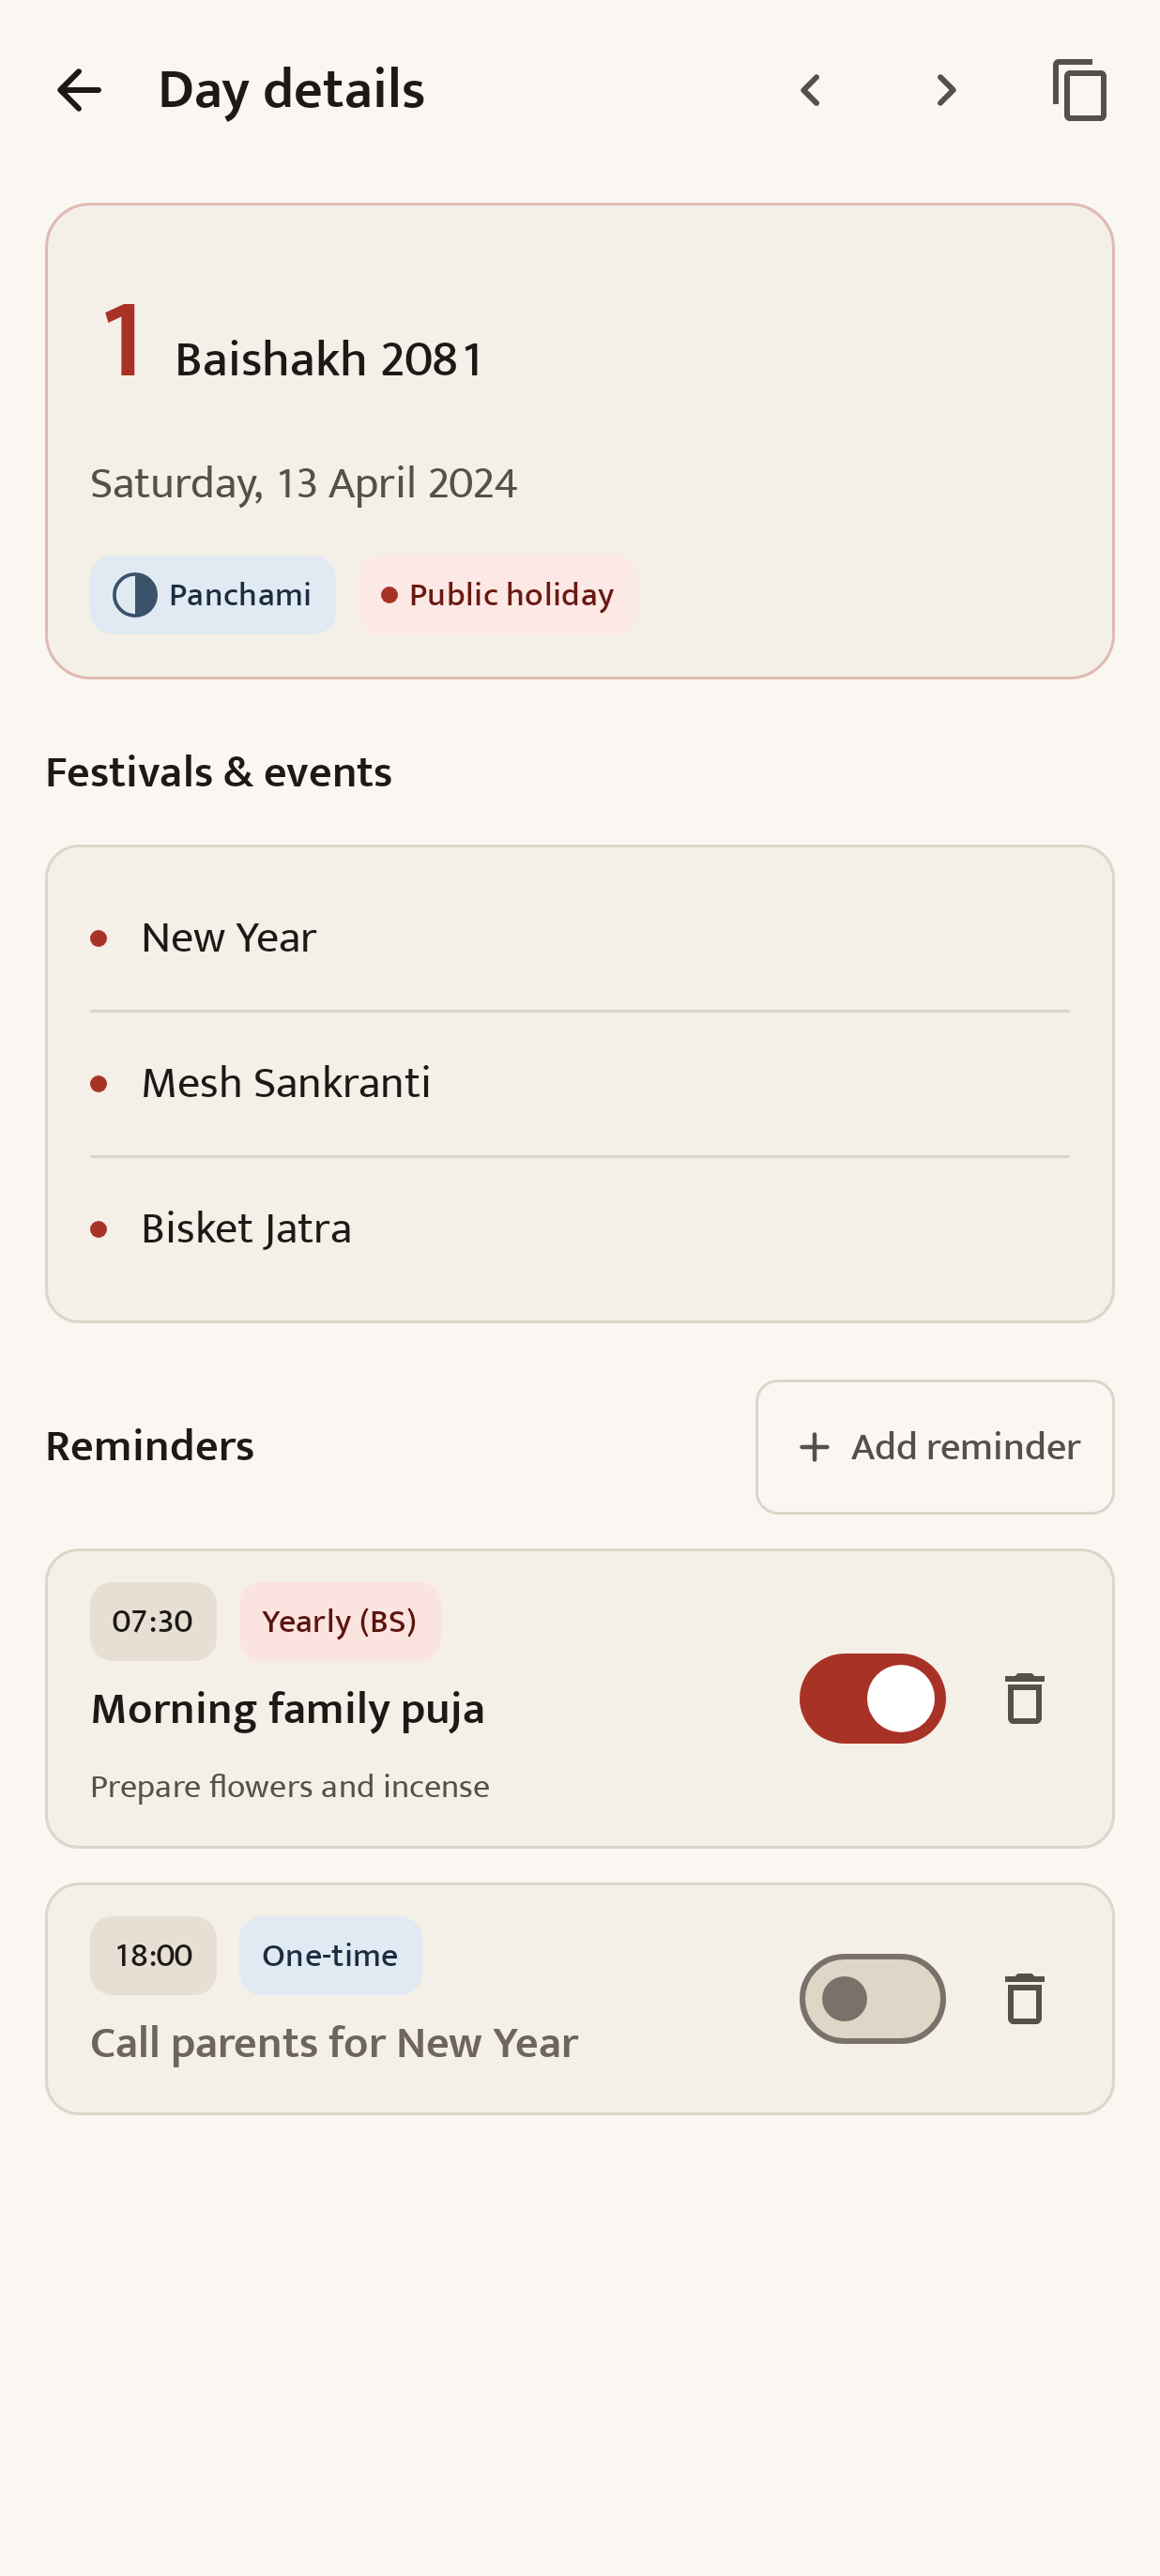 Day details
1 Baishakh 2081
Saturday, 13 April 2024
Panchami
Public holiday
Festivals & events
New Year
Mesh Sankranti
Bisket Jatra
Reminders
Add reminder
07:30
Yearly (BS)
Morning family puja
Prepare flowers and incense
18:00
One-time
Call parents for New Year